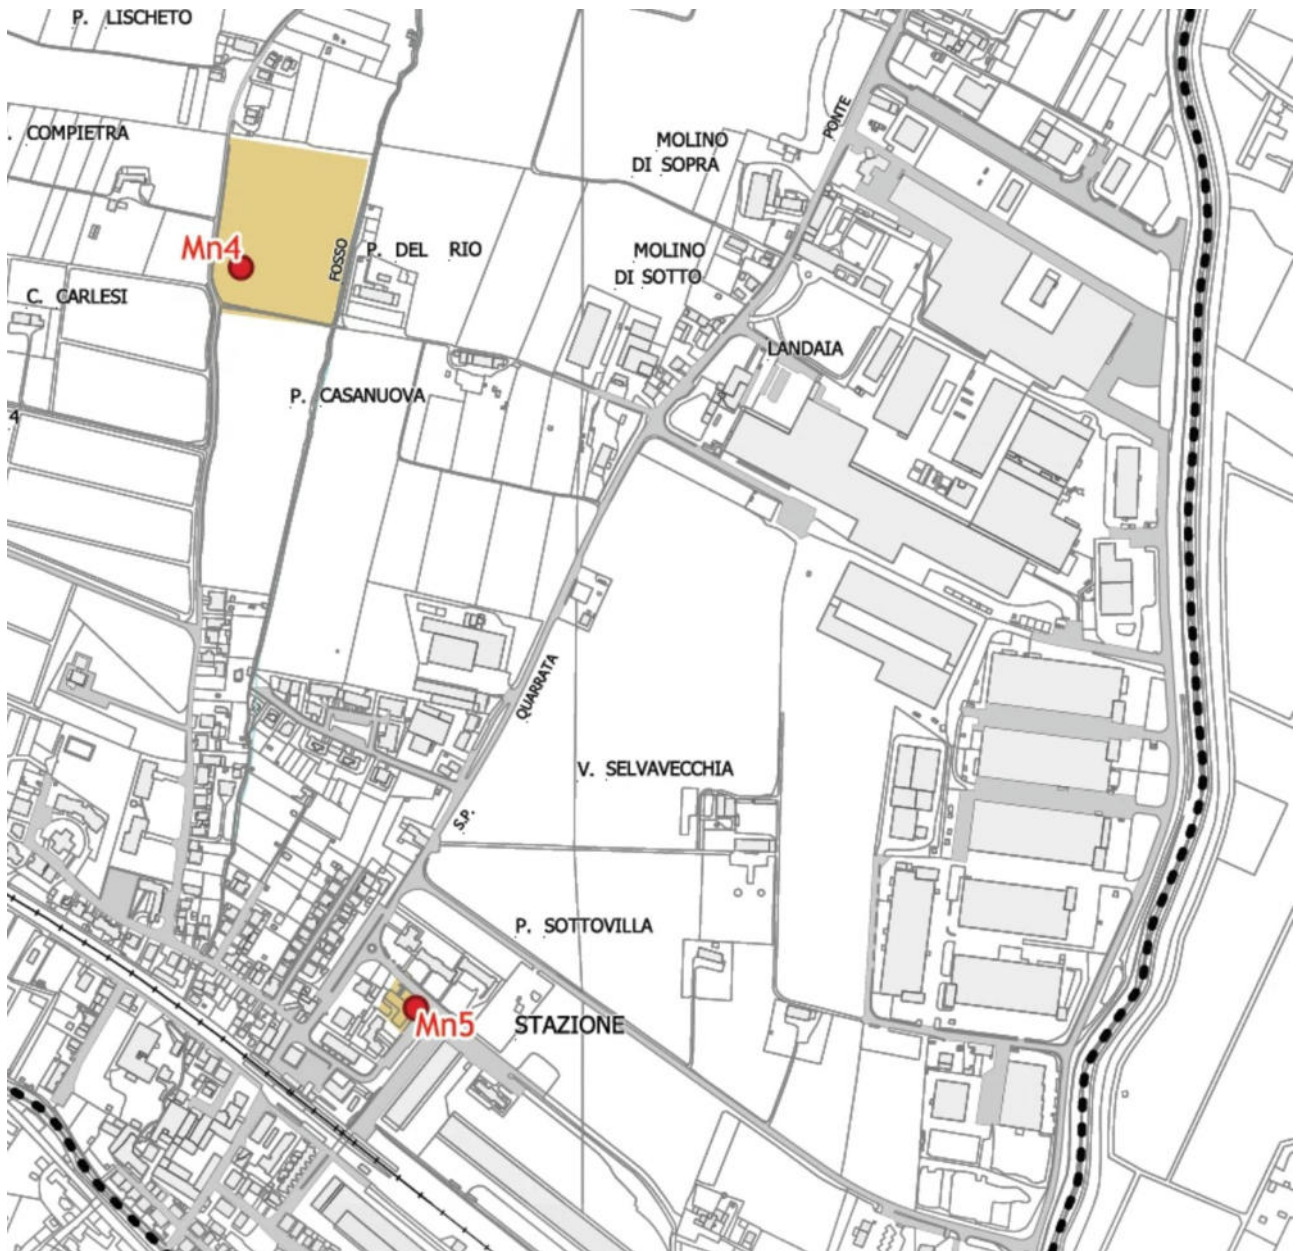 P. LISCHETO
. COMPIETRA
PONTE
MOLINO
DI SOPRA
Mn4
FOSSO
P. DEL RIO
MOLINO
DI SOTTO
C. CARLESI
LANDAIA
P. CASANUOVA
4
QUARRATA
V. SELVAVECCHIA
S.P.
P. SOTTOVILLA
Mn5
STAZIONE